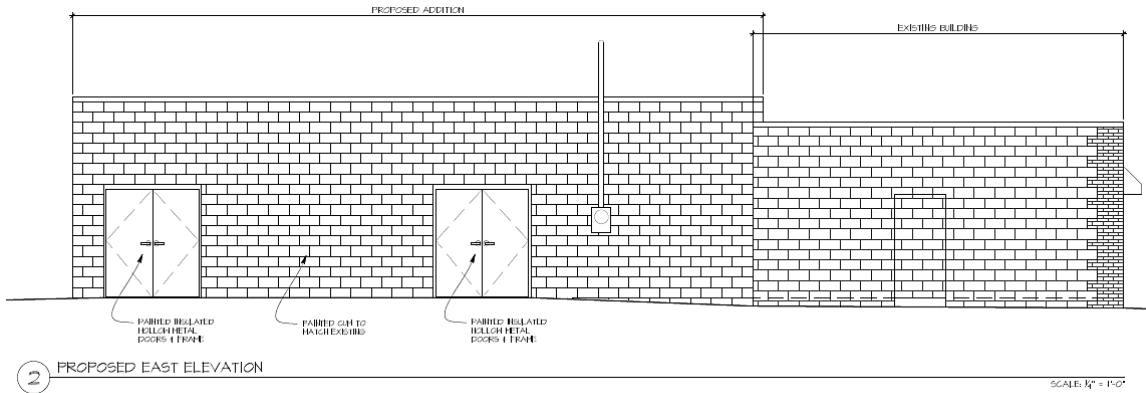 PROPOSED ADDITION
EXISTING BUILDING
PAINTED INSULATED
HOLLOW METAL
DOORS & FRAME
PAINTED CMU TO
MATCH EXISTING
PAINTED INSULATED
HOLLOW METAL
DOORS & FRAME
2 PROPOSED EAST ELEVATION
SCALE: 1/4" = 1'-0"